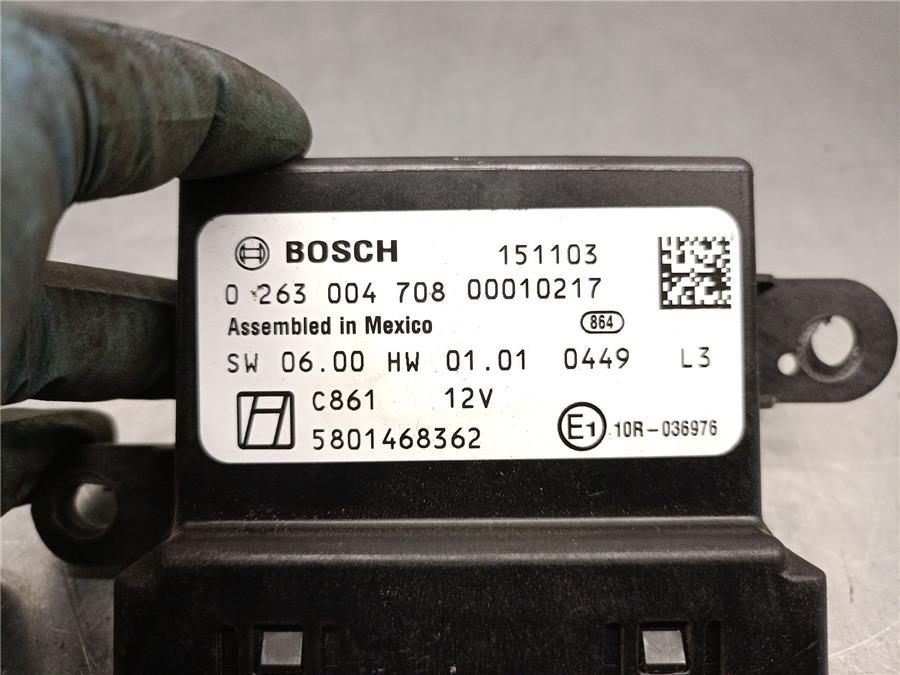 BOSCH 151103
0 263 004 708 00010217
Assembled in Mexico 864
SW 06.00 HW 01.01 0449 L3
C861 12V
5801468362 E1 10R-036976